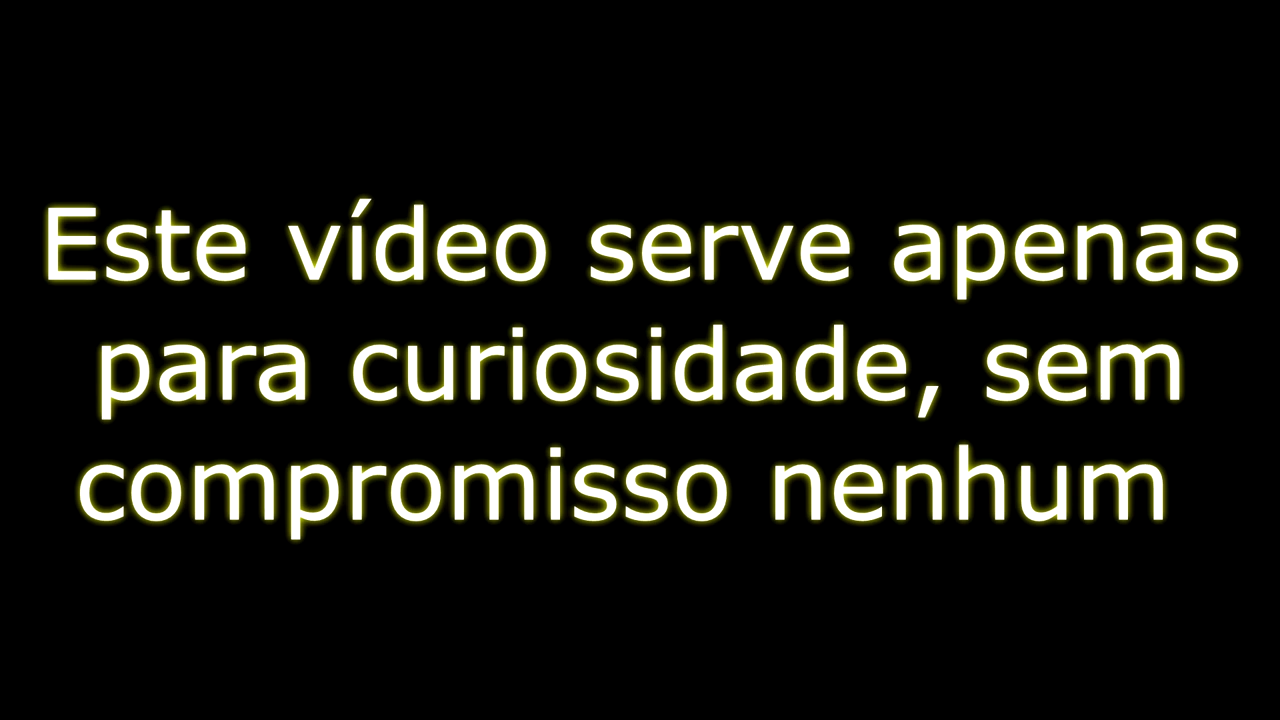 Este vídeo serve apenas
para curiosidade, sem
compromisso nenhum